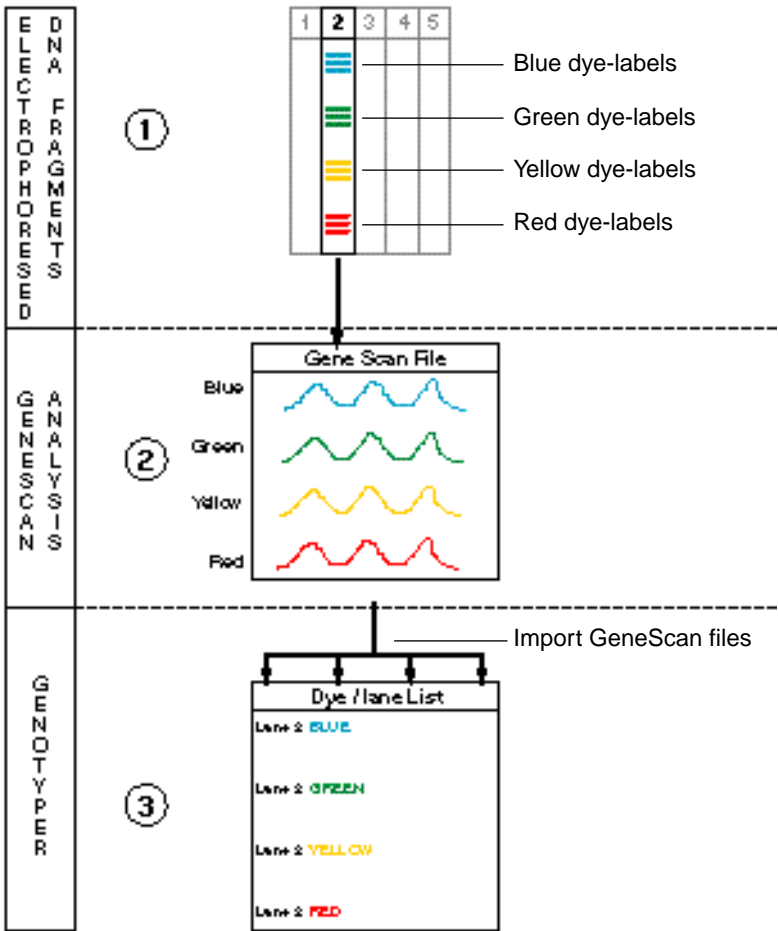 ELECTROPHORESED
DNA FRAGMENTS
1
1 2 3 4 5
Blue dye-labels
Green dye-labels
Yellow dye-labels
Red dye-labels
GENESCAN
ANALYSIS
2
Gene Scan File
Blue
Green
Yellow
Red
Import GeneScan files
GENOTYPER
3
Dye / lane List
Lane 2 BLUE
Lane 2 GREEN
Lane 2 YELLOW
Lane 2 RED